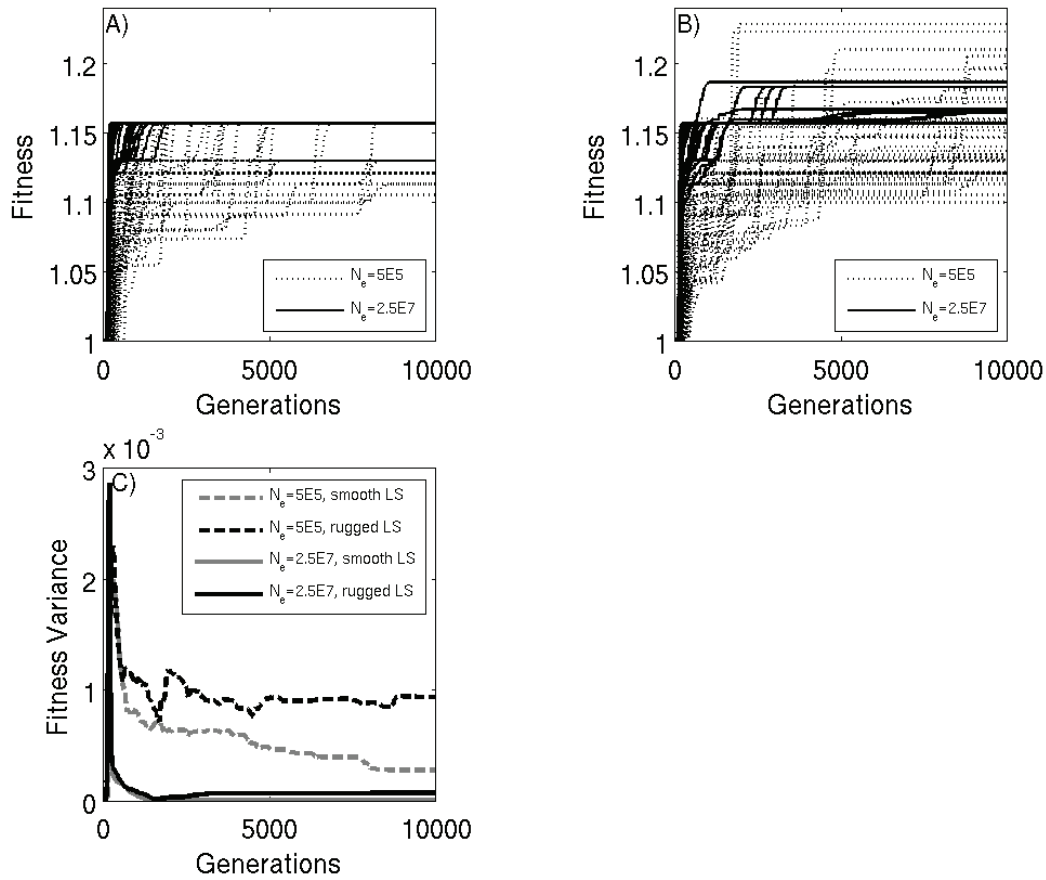 A)
1.2
1.15
1.1
1.05
1
Fitness
0
5000
10000
Generations
N_e=5E5
N_e=2.5E7
B)
1.2
1.15
1.1
1.05
1
Fitness
0
5000
10000
Generations
N_e=5E5
N_e=2.5E7
x 10^-3
C)
3
2
1
0
Fitness Variance
0
5000
10000
Generations
N_e=5E5, smooth LS
N_e=5E5, rugged LS
N_e=2.5E7, smooth LS
N_e=2.5E7, rugged LS